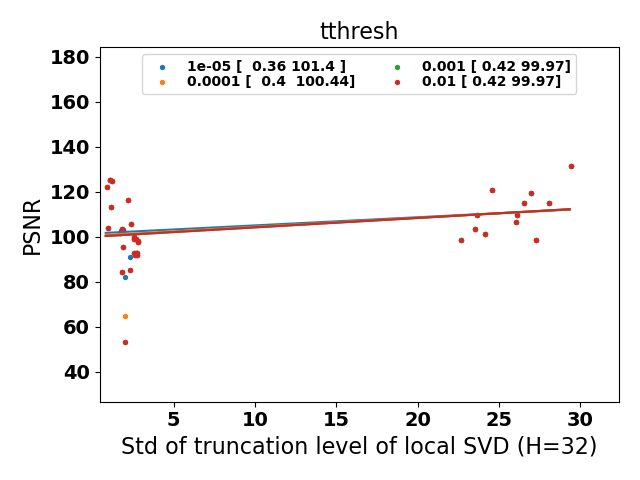 tthresh
1e-05 [  0.36 101.4 ]
0.0001 [  0.4  100.44]
0.001 [ 0.42 99.97]
0.01 [ 0.42 99.97]
180
160
140
120
100
80
60
40
PSNR
5 10 15 20 25 30
Std of truncation level of local SVD (H=32)